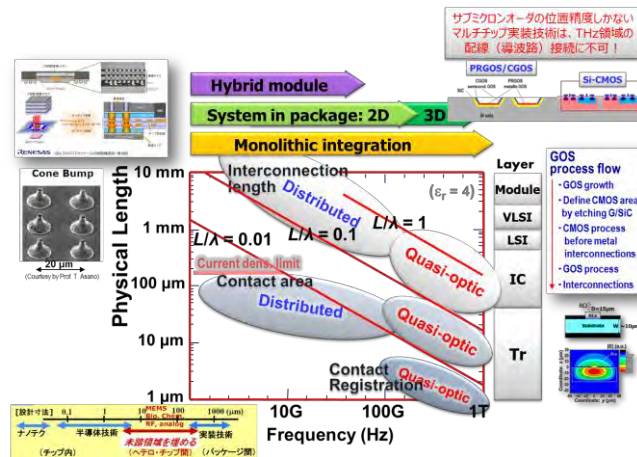 サブミクロンオーダの位置精度しかない
マルチチップ実装技術は、THz領域の
配線（導波路）接続に不可！
PRGOS/CGOS
Si-CMOS
Hybrid module
System in package: 2D
3D
Monolithic integration
RENESAS
Cone Bump
20 μm
(Courtesy by Prof. T. Asano)
Layer
Module
VLSI
LSI
IC
Tr
GOS
process flow
• GOS growth
• Define CMOS area
by etching G/SiC
• CMOS process
before metal
interconnections
• GOS process
• Interconnections
Physical Length
10 mm
1 mm
100 μm
10 μm
1 μm
Interconnection
length
Distributed
(εr = 4)
L/λ = 1
L/λ = 0.1
L/λ = 0.01
Quasi-optic
Current dens. limit
Contact area
Distributed
Quasi-optic
Contact
Registration
Quasi-optic
10G
100G
1T
Frequency (Hz)
D=15μm
Substrate
[設計寸法]
0.1
1
10
100
1000 (μm)
MEMS
Bio, Chem,
RF, analog
ナノテク
半導体技術
実装技術
未踏領域を埋める
(チップ内)
(ヘテロ・チップ間)
(パッケージ間)